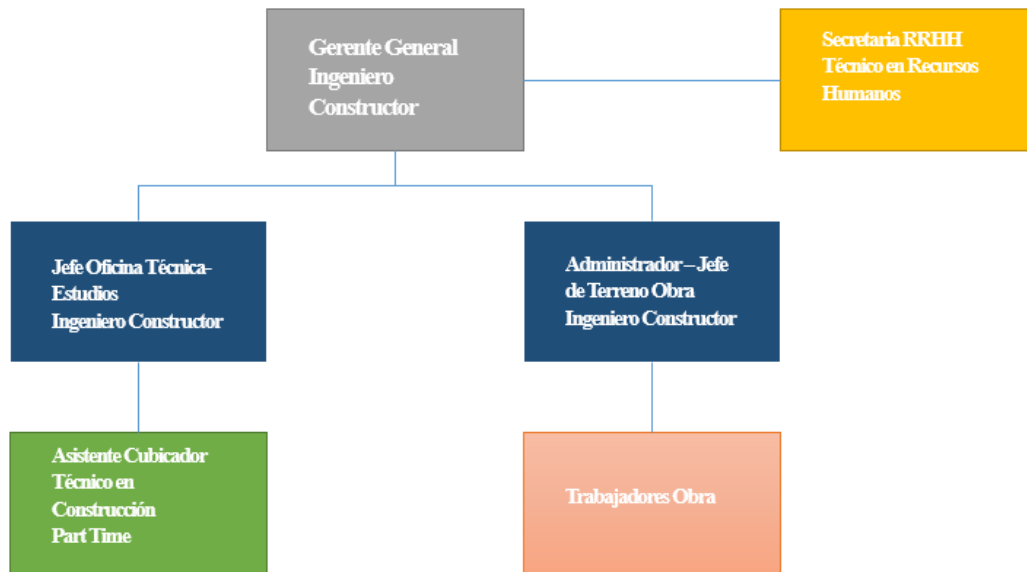 Gerente General
Ingeniero
Constructor
Secretaria RRHH
Técnico en Recursos
Humanos
Jefe Oficina Técnica-
Estudios
Ingeniero Constructor
Administrador – Jefe
de Terreno Obra
Ingeniero Constructor
Asistente Cubicador
Técnico en
Construcción
Part Time
Trabajadores Obra